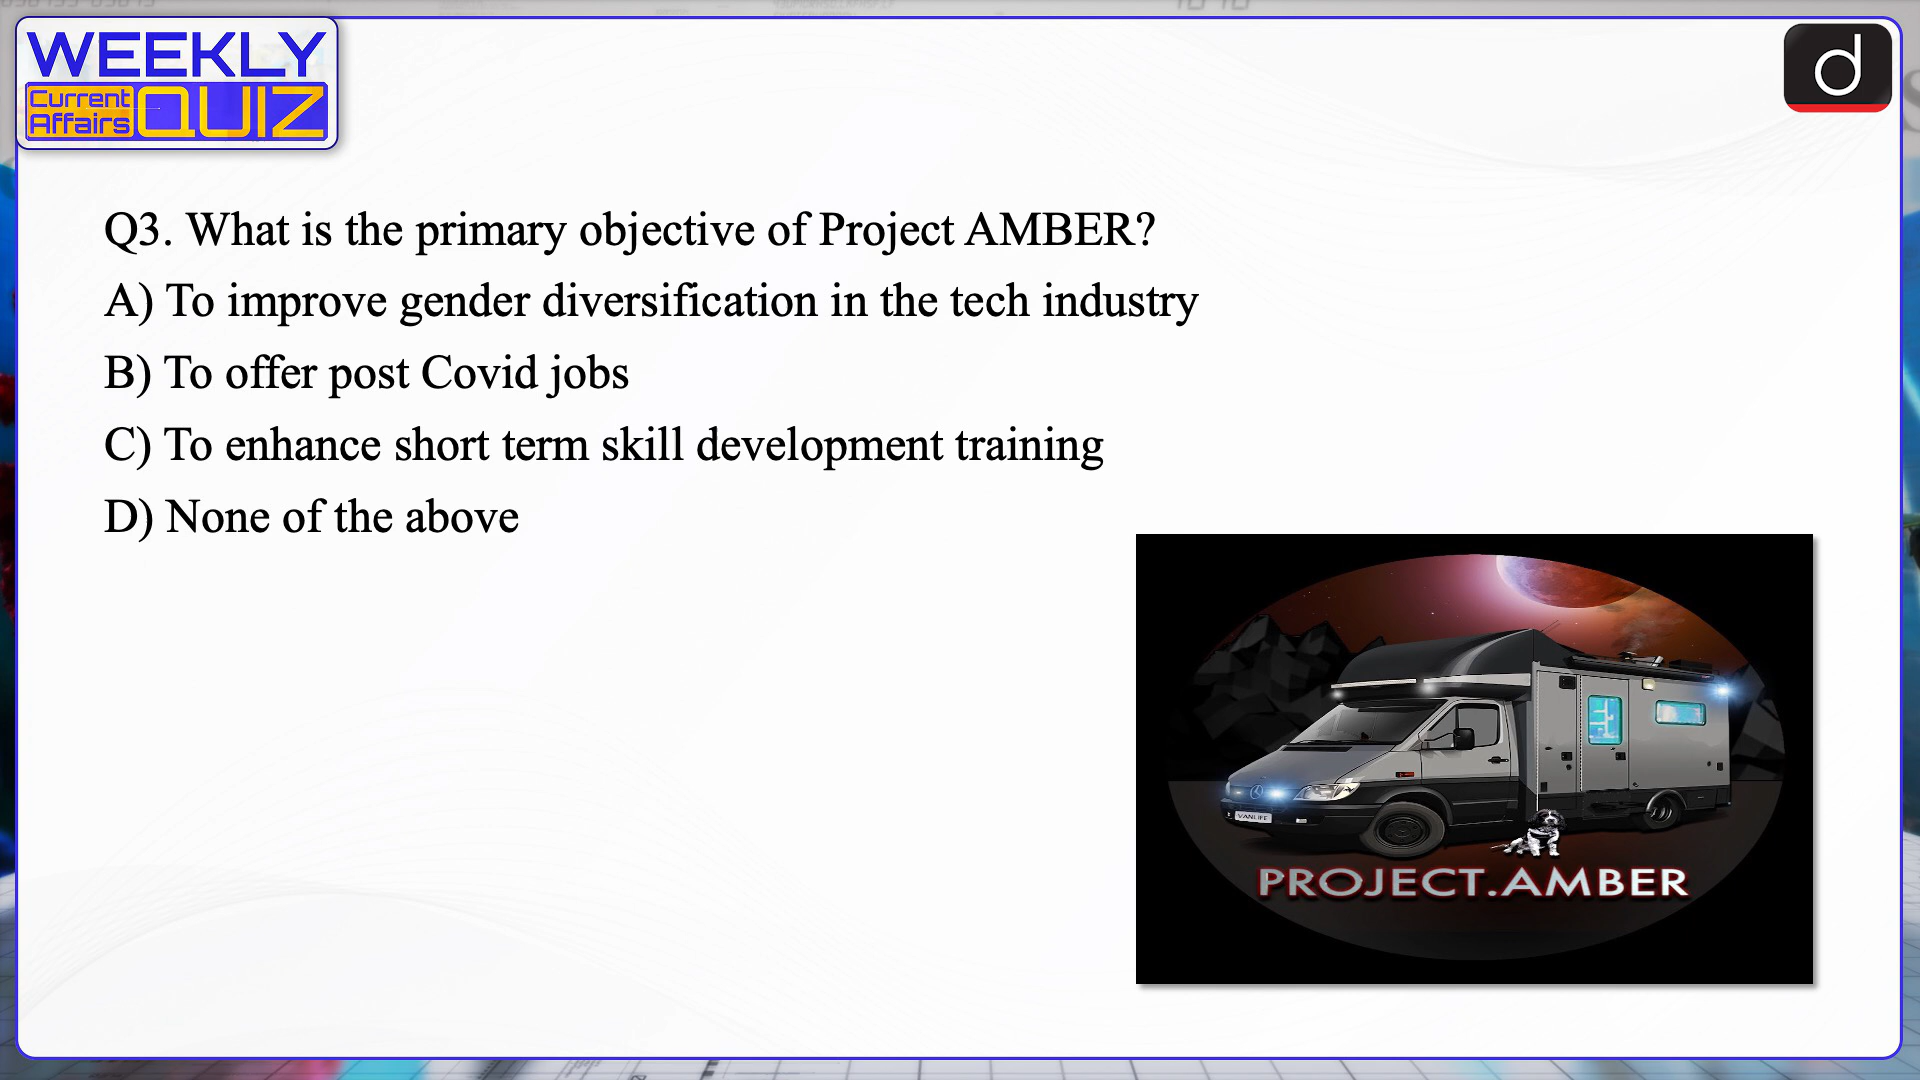 WEEKLY
Current
Affairs
QUIZ
d
Q3. What is the primary objective of Project AMBER?
A) To improve gender diversification in the tech industry
B) To offer post Covid jobs
C) To enhance short term skill development training
D) None of the above
VANLIFE
PROJECT.AMBER